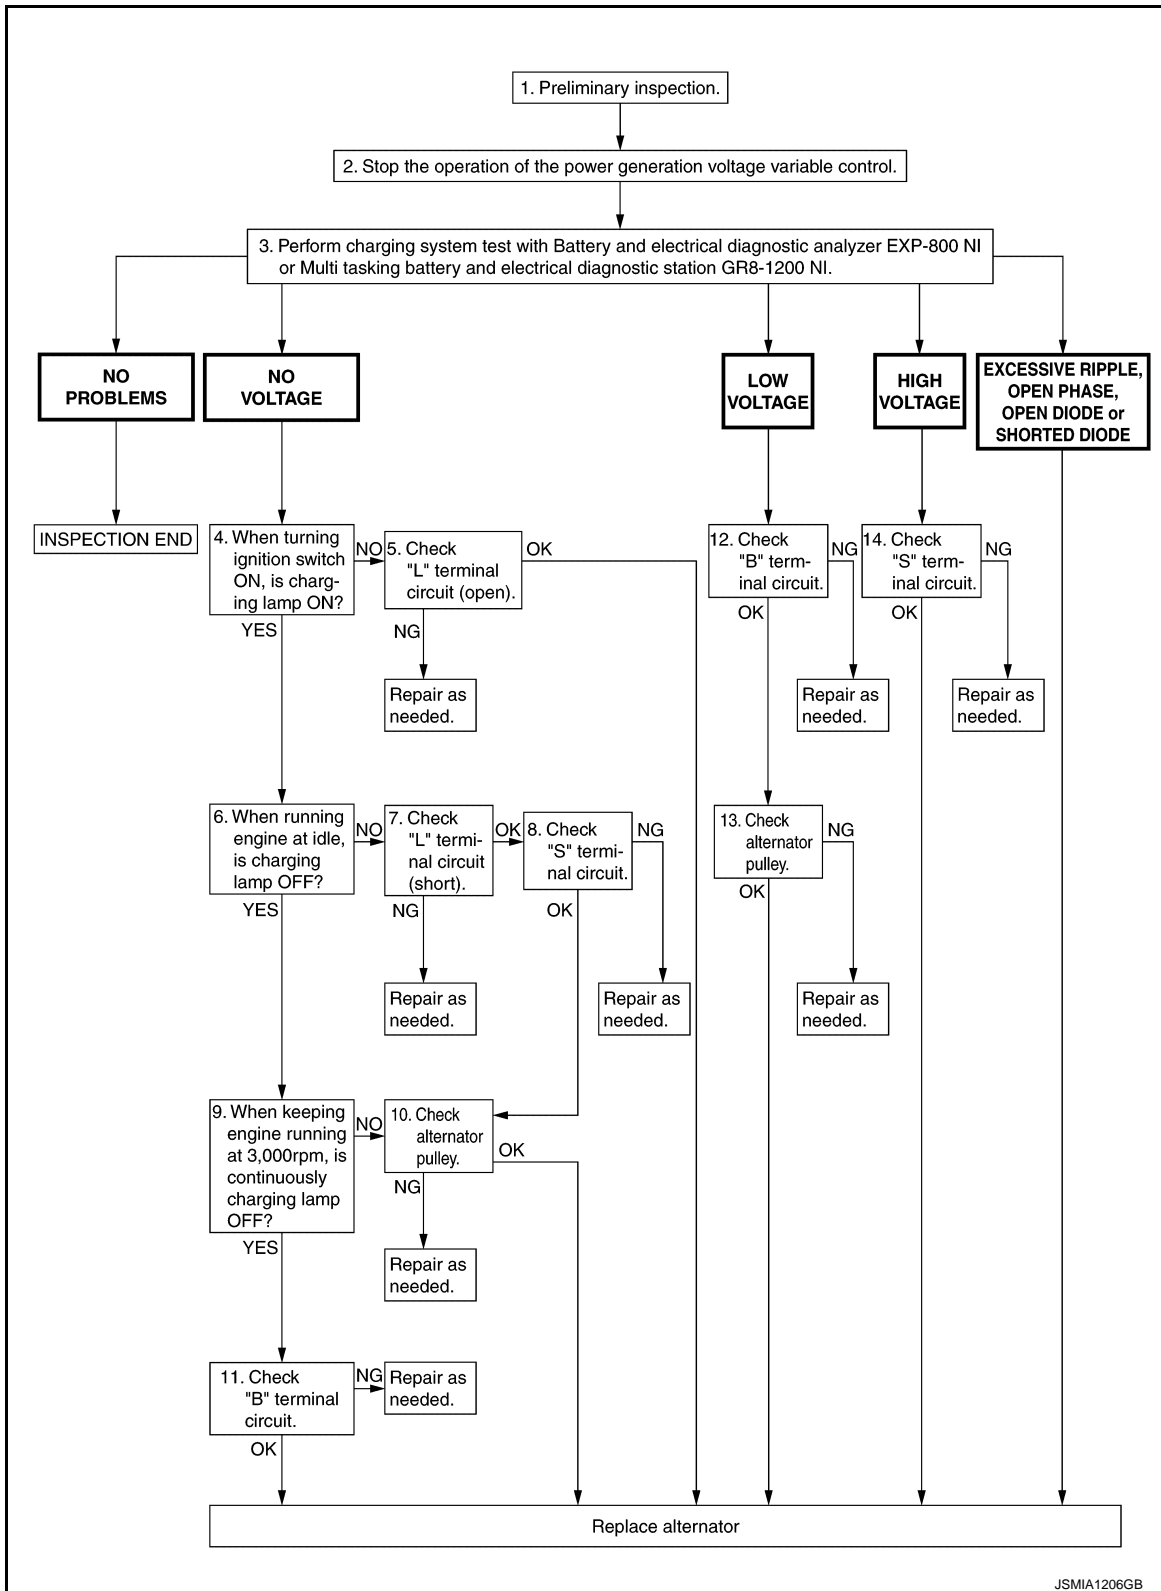 1. Preliminary inspection.
2. Stop the operation of the power generation voltage variable control.
3. Perform charging system test with Battery and electrical diagnostic analyzer EXP-800 NI
or Multi tasking battery and electrical diagnostic station GR8-1200 NI.
NO
PROBLEMS
NO
VOLTAGE
LOW
VOLTAGE
HIGH
VOLTAGE
EXCESSIVE RIPPLE,
OPEN PHASE,
OPEN DIODE or
SHORTED DIODE
INSPECTION END
4. When turning
ignition switch
ON, is charg-
ing lamp ON?
NO
YES
5. Check
"L" terminal
circuit (open).
OK
NG
Repair as
needed.
12. Check
"B" term-
inal circuit.
NG
OK
Repair as
needed.
14. Check
"S" term-
inal circuit.
NG
OK
Repair as
needed.
6. When running
engine at idle,
is charging
lamp OFF?
NO
YES
7. Check
"L" termi-
nal circuit
(short).
OK
NG
Repair as
needed.
8. Check
"S" termi-
nal circuit.
NG
OK
Repair as
needed.
13. Check
alternator
pulley.
NG
OK
Repair as
needed.
9. When keeping
engine running
at 3,000rpm, is
continuously
charging lamp
OFF?
NO
YES
10. Check
alternator
pulley.
OK
NG
Repair as
needed.
11. Check
"B" terminal
circuit.
NG
OK
Repair as
needed.
Replace alternator
JSMIA1206GB